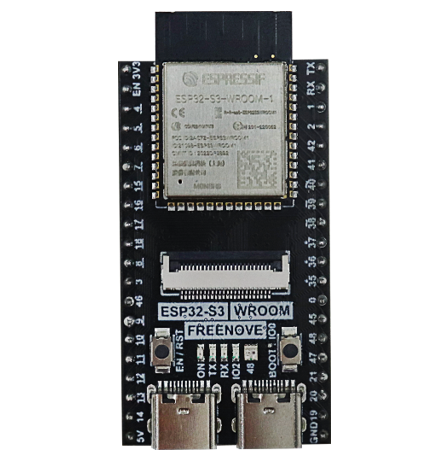 3V3
EN
4
5
6
7
15
16
17
18
8
3
46
9
10
11
12
13
14
5V
ESPRESSIF
ESP32-S3-WROOM-1
CE
ESP32-S3 WROOM
FREENOVE
EN/RST
ON
TX
RX
IO2
48
BOOT IO0
TX
RX
1
2
42
41
40
39
38
37
36
35
0
45
48
47
21
20
19
GND